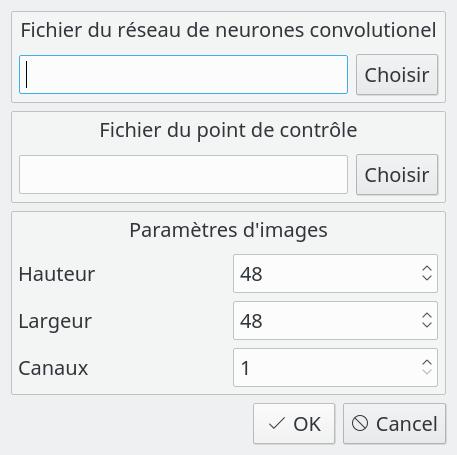 Fichier du réseau de neurones convolutionel
Choisir
Fichier du point de contrôle
Choisir
Paramètres d'images
Hauteur 48
Largeur 48
Canaux 1
OK Cancel